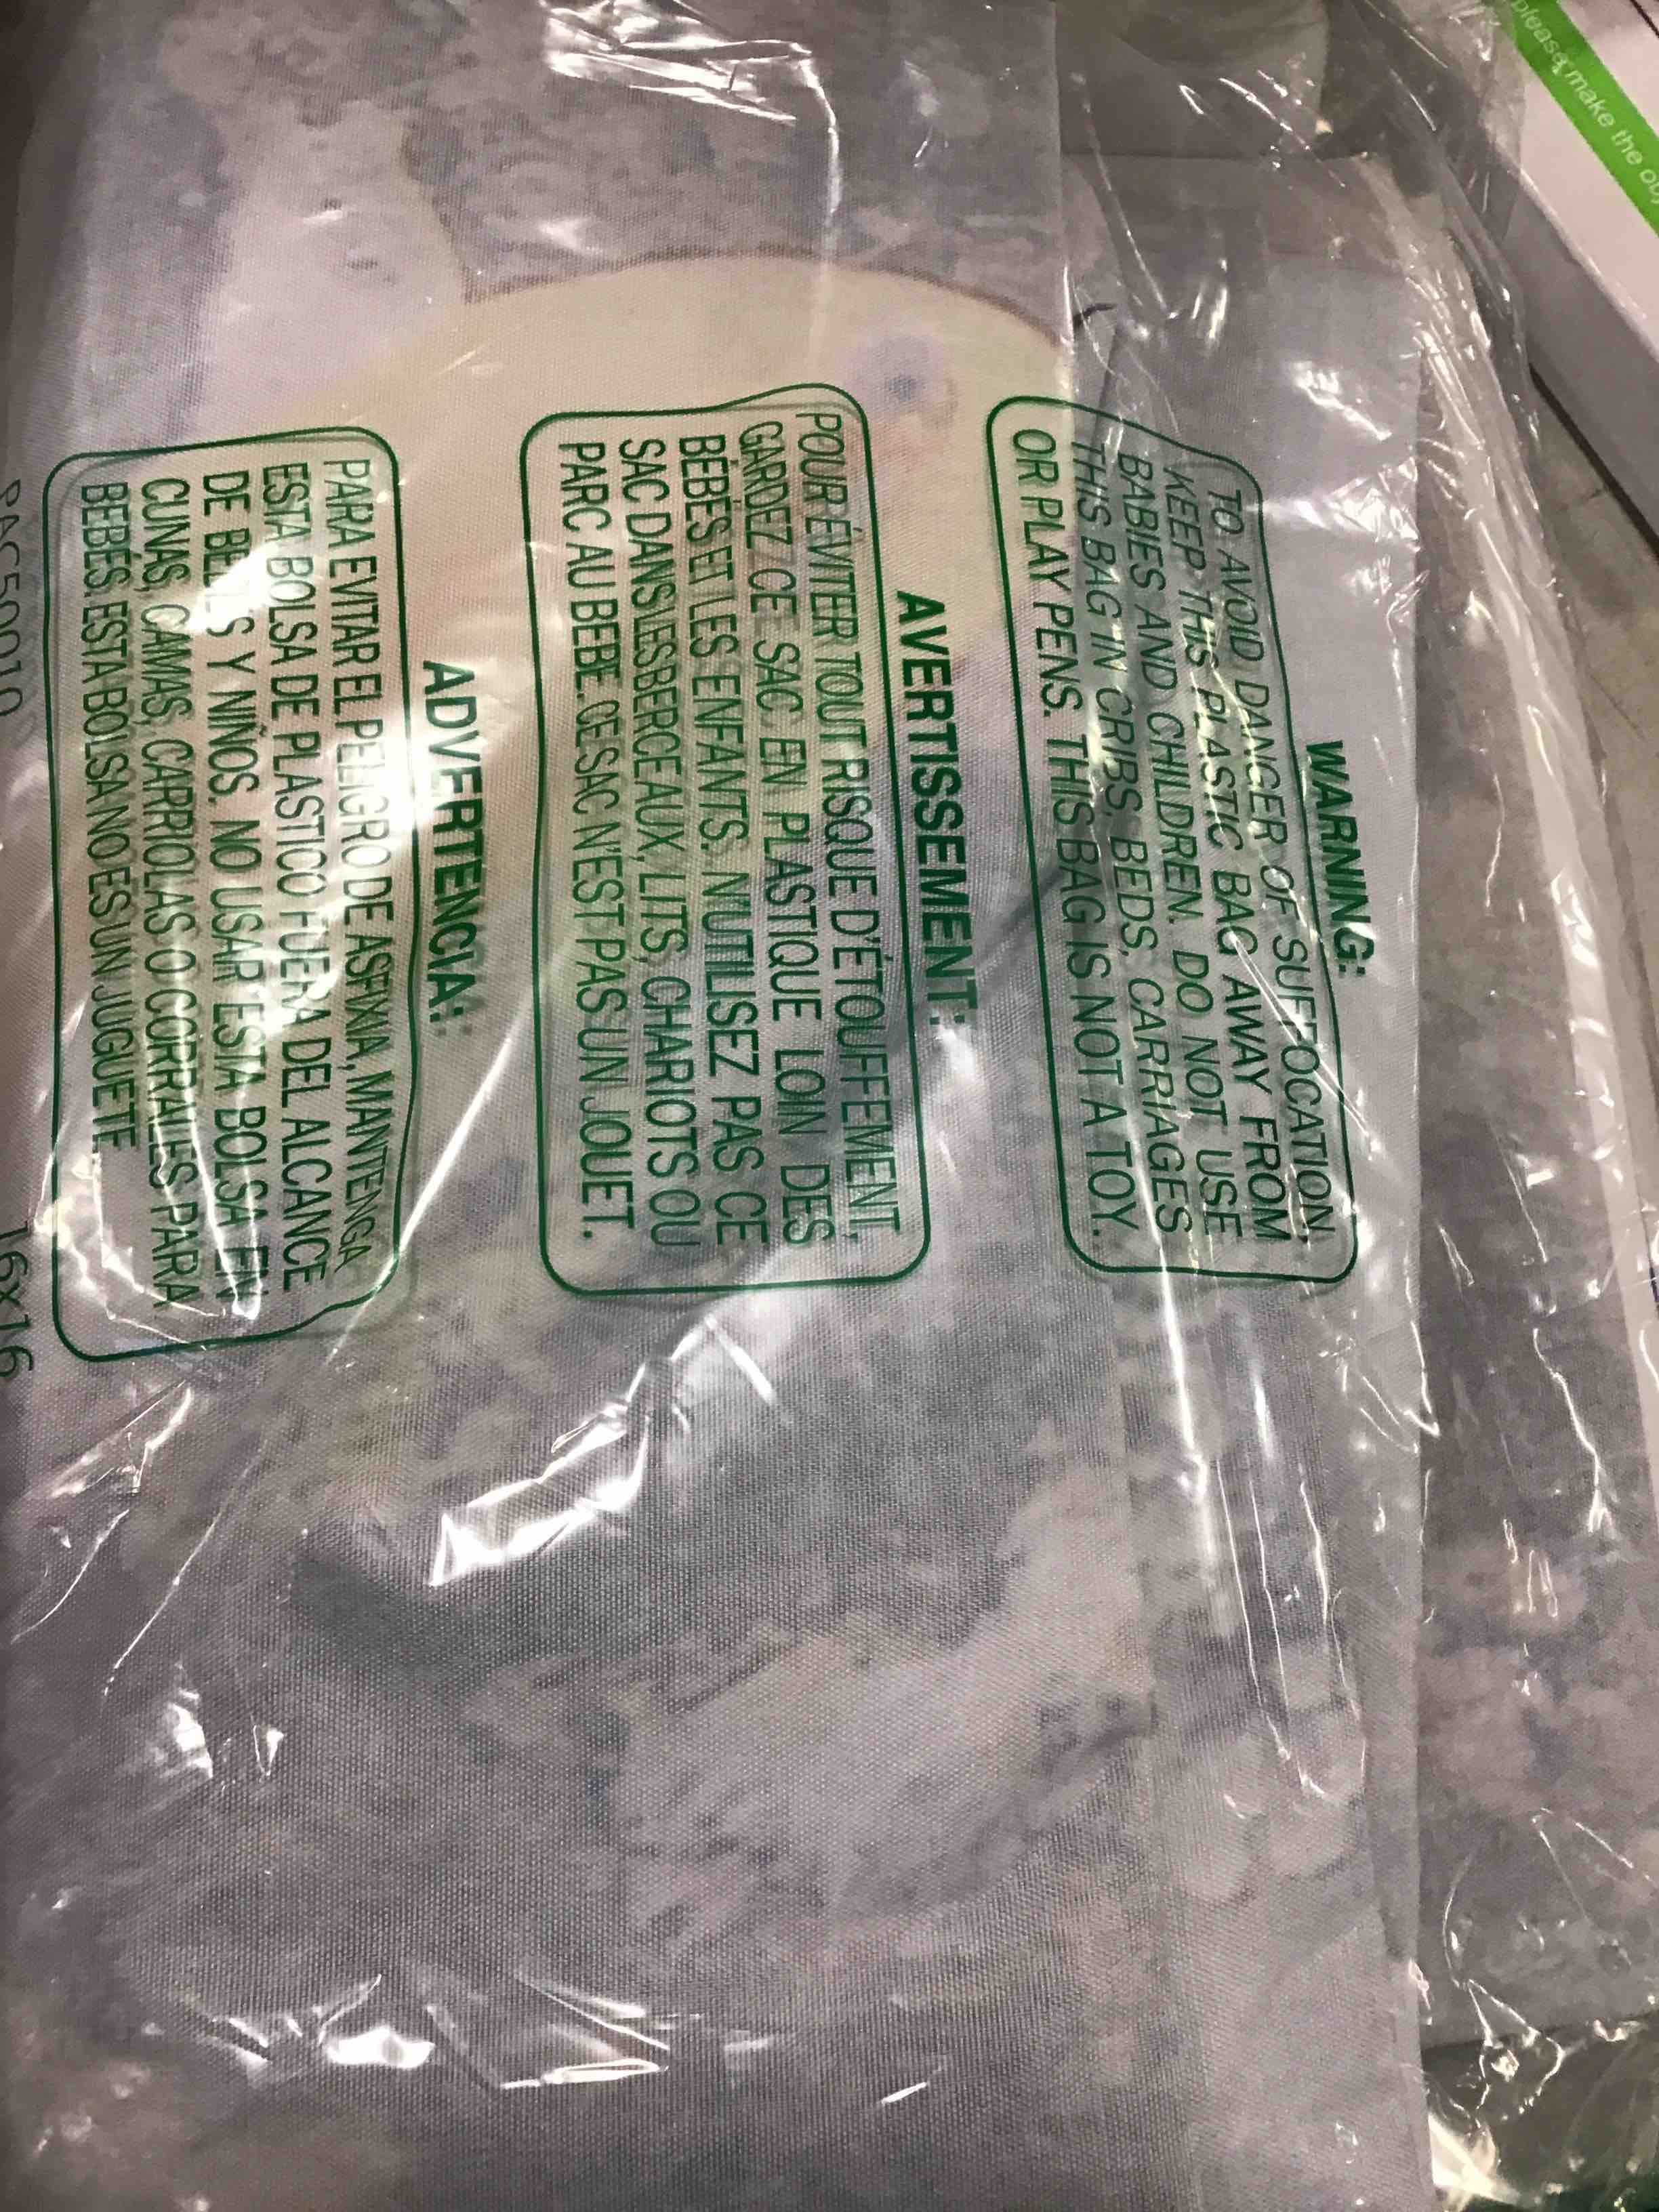 WARNING:
TO AVOID DANGER OF SUFFOCATION,
KEEP THIS PLASTIC BAG AWAY FROM
BABIES AND CHILDREN. DO NOT USE
THIS BAG IN CRIBS, BEDS, CARRIAGES
OR PLAY PENS. THIS BAG IS NOT A TOY.
AVERTISSEMENT:
POUR ÉVITER TOUT RISQUE D'ÉTOUFFEMENT,
GARDEZ CE SAC EN PLASTIQUE LOIN DES
BÉBÉS ET LES ENFANTS. N'UTILISEZ PAS CE
SAC DANS LES BERCEAUX, LITS, CHARIOTS OU
PARC AU BEBE. CE SAC N'EST PAS UN JOUET.
ADVERTENCIA:
PARA EVITAR EL PELIGRO DE ASFIXIA, MANTENGA
ESTA BOLSA DE PLASTICO FUERA DEL ALCANCE
DE Y NIÑOS. NO USAR ESTA BOLSA EN
CUNAS, CAMAS, CARRIOLAS O CORRALES PARA
BEBÉS. ESTA BOLSA NO ES UN JUGUETE
16x16
please make the